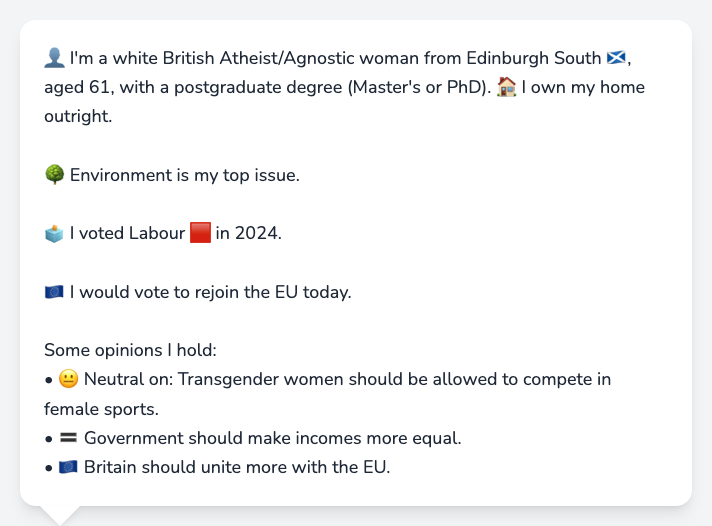 👤 I'm a white British Atheist/Agnostic woman from Edinburgh South 🏴󠁧󠁢󠁳󠁣󠁴󠁿,
aged 61, with a postgraduate degree (Master's or PhD). 🏠 I own my home
outright.
🌳 Environment is my top issue.
🗳️ I voted Labour 🟥 in 2024.
🇪🇺 I would vote to rejoin the EU today.
Some opinions I hold:
• 😐 Neutral on: Transgender women should be allowed to compete in
female sports.
• 🟰 Government should make incomes more equal.
• 🇪🇺 Britain should unite more with the EU.